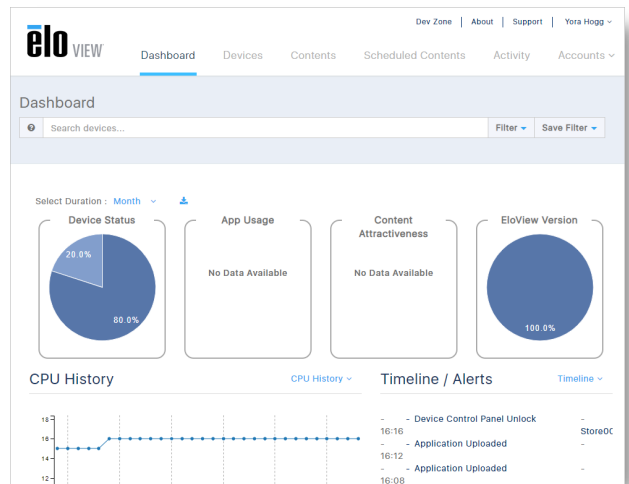 Dev Zone | About | Support | Yora Hogg
ēlo VIEW
Dashboard Devices Contents Scheduled Contents Activity Accounts
Dashboard
Search devices... Filter Save Filter
Select Duration : Month
Device Status App Usage Content Attractiveness EloView Version
20.0%
80.0%
No Data Available No Data Available
100.0%
CPU History CPU History Timeline / Alerts Timeline
18
16
14
12
- - Device Control Panel Unlock -
16:16 Store00
- - Application Uploaded -
16:12
- - Application Uploaded -
16:08